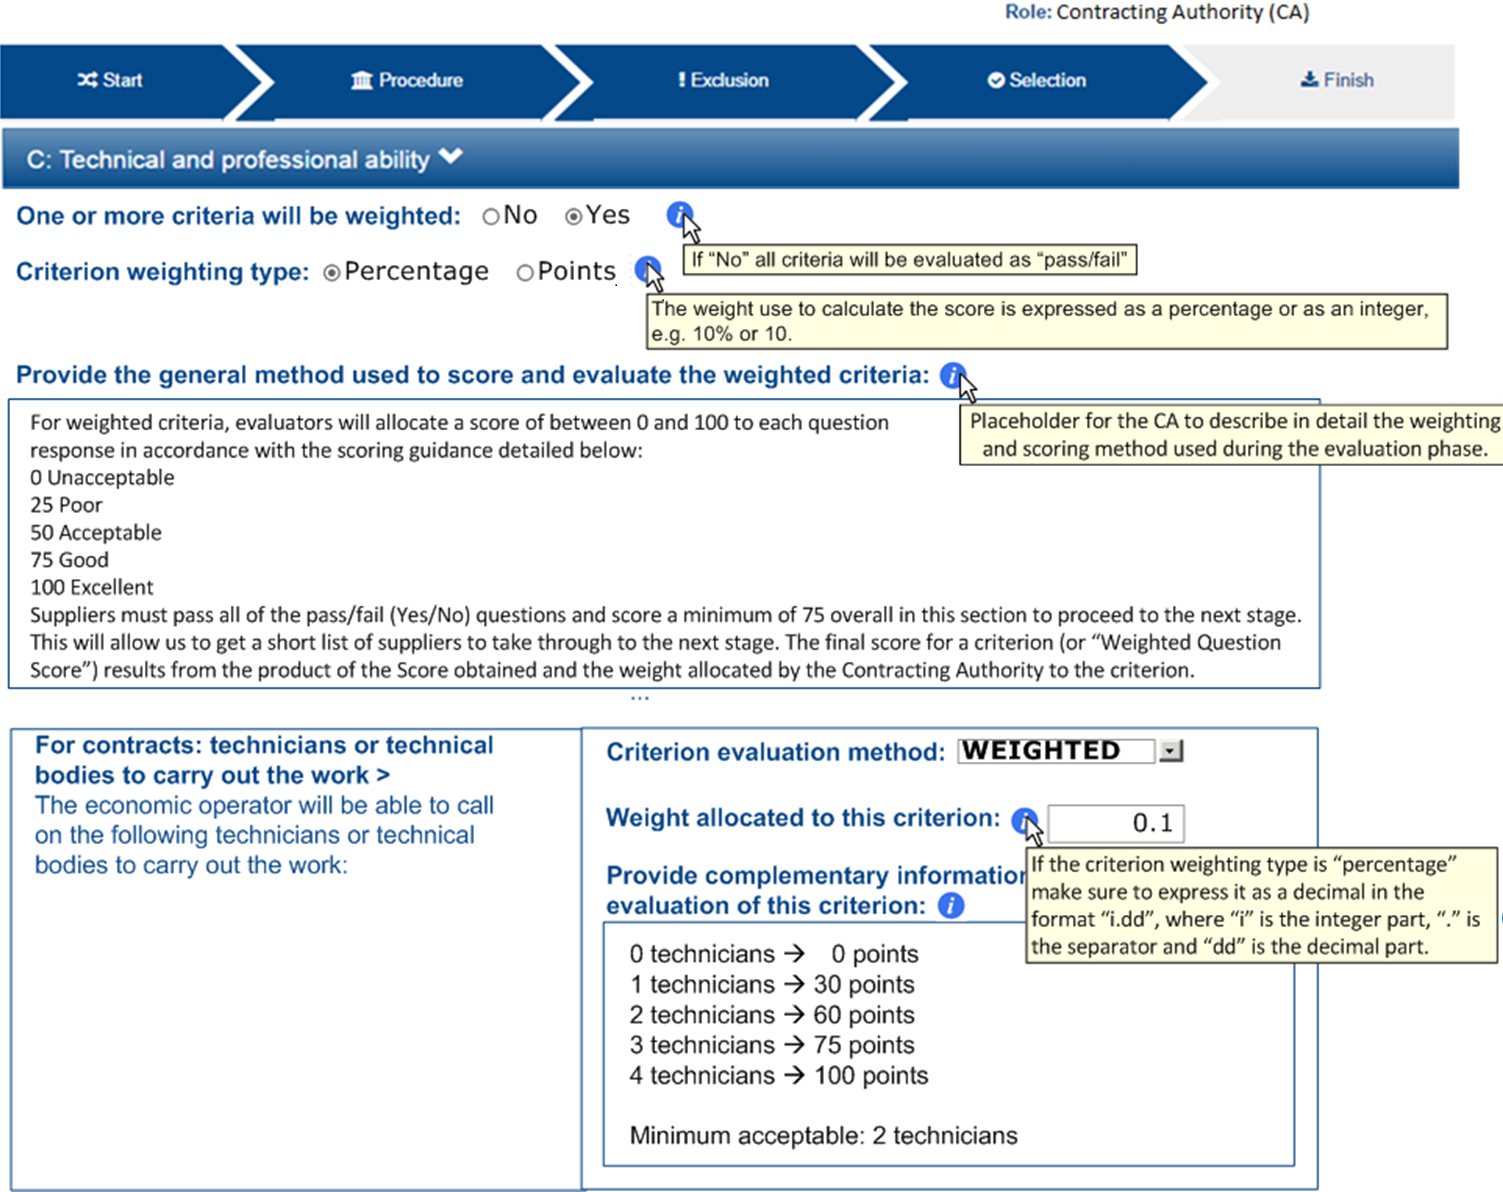 Role: Contracting Authority (CA)
Start
Procedure
Exclusion
Selection
Finish
C: Technical and professional ability
One or more criteria will be weighted: No Yes
If “No” all criteria will be evaluated as “pass/fail”
Criterion weighting type: Percentage Points
The weight use to calculate the score is expressed as a percentage or as an integer,
e.g. 10% or 10.
Provide the general method used to score and evaluate the weighted criteria:
Placeholder for the CA to describe in detail the weighting
and scoring method used during the evaluation phase.
For weighted criteria, evaluators will allocate a score of between 0 and 100 to each question
response in accordance with the scoring guidance detailed below:
0 Unacceptable
25 Poor
50 Acceptable
75 Good
100 Excellent
Suppliers must pass all of the pass/fail (Yes/No) questions and score a minimum of 75 overall in this section to proceed to the next stage.
This will allow us to get a short list of suppliers to take through to the next stage. The final score for a criterion (or “Weighted Question
Score”) results from the product of the Score obtained and the weight allocated by the Contracting Authority to the criterion.
...
For contracts: technicians or technical
bodies to carry out the work >
The economic operator will be able to call
on the following technicians or technical
bodies to carry out the work:
Criterion evaluation method: WEIGHTED
Weight allocated to this criterion: 0.1
If the criterion weighting type is “percentage”
make sure to express it as a decimal in the
format “i.dd”, where “i” is the integer part, “.” is
the separator and “dd” is the decimal part.
Provide complementary information
evaluation of this criterion:
0 technicians → 0 points
1 technicians → 30 points
2 technicians → 60 points
3 technicians → 75 points
4 technicians → 100 points
Minimum acceptable: 2 technicians